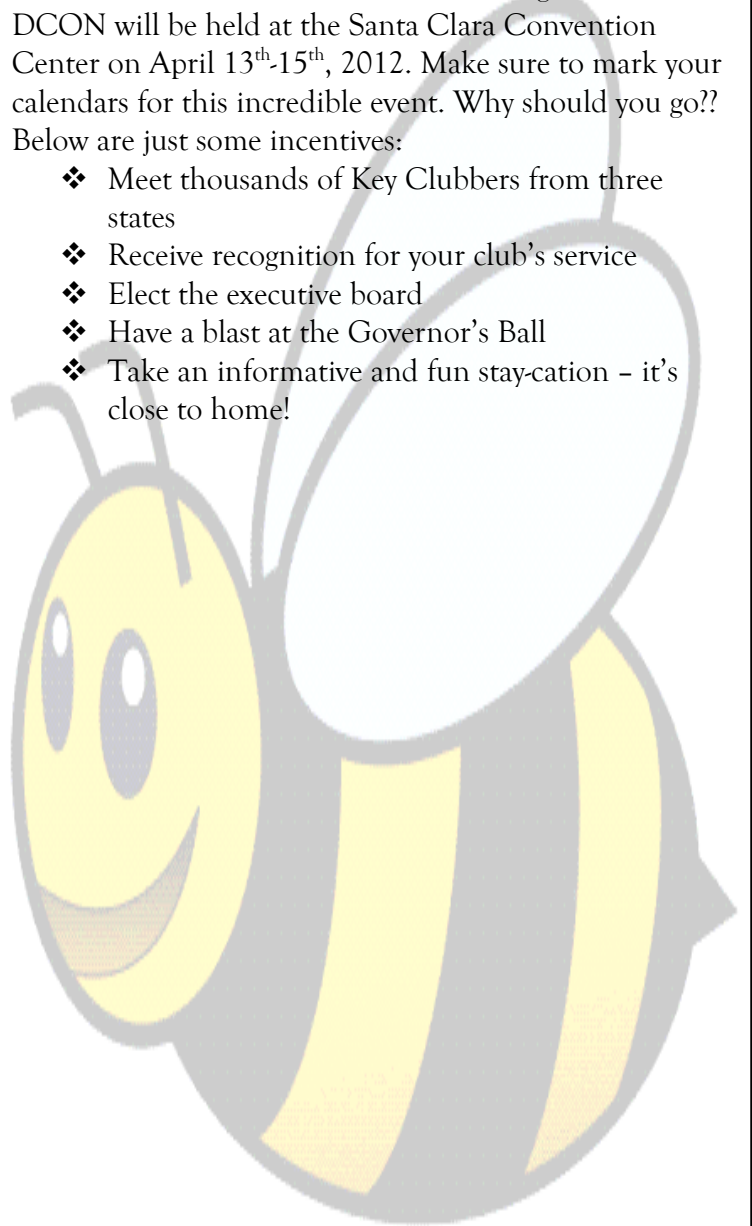 DCON will be held at the Santa Clara Convention
Center on April 13th-15th, 2012. Make sure to mark your
calendars for this incredible event. Why should you go??
Below are just some incentives:
❖ Meet thousands of Key Clubbers from three
states
❖ Receive recognition for your club's service
❖ Elect the executive board
❖ Have a blast at the Governor's Ball
❖ Take an informative and fun stay-cation – it's
close to home!